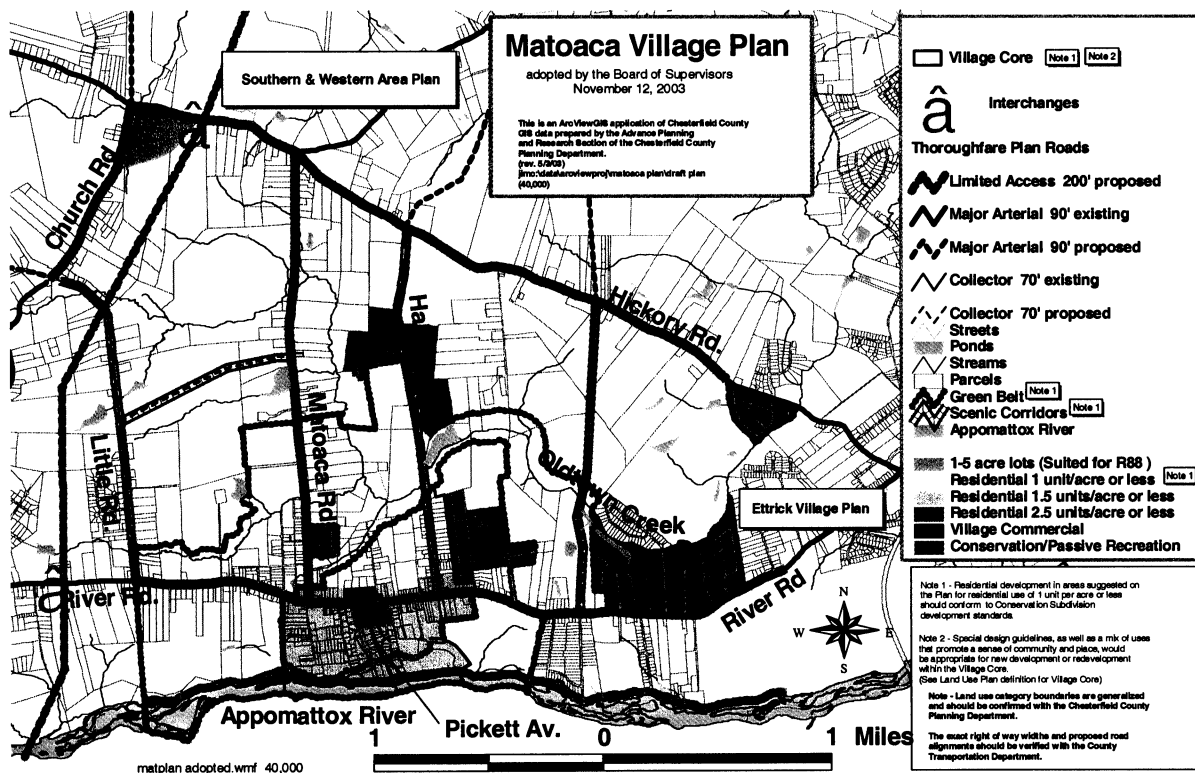 Southern & Western Area Plan
Matoaca Village Plan
adopted by the Board of Supervisors
November 12, 2003
This is an ArcViewGIS application of Chesterfield County
GIS data prepared by the Advance Planning
and Research Section of the Chesterfield County
Planning Department.
(rev. 5/3/03)
(40,000)
Village Core Note 1 Note 2
â Interchanges
Thoroughfare Plan Roads
Limited Access 200' proposed
Major Arterial 90' existing
Major Arterial 90' proposed
Collector 70' existing
Collector 70' proposed
Streets
Ponds
Streams
Parcels
Green Belt Note 1
Scenic Corridors Note 1
Appomattox River
1-5 acre lots (Suited for R88 )
Residential 1 unit/acre or less Note 1
Residential 1.5 units/acre or less
Residential 2.5 units/acre or less
Village Commercial
Conservation/Passive Recreation
Note 1 - Residential development in areas suggested on
the Plan for residential use of 1 unit per acre or less
should conform to Conservation Subdivision
development standards
Note 2 - Special design guidelines, as well as a mix of uses
that promote a sense of community and place, would
be appropriate for new development or redevelopment
within the Village Core.
(See Land Use Plan definition for Village Core)
Note - Land use category boundaries are generalized
and should be confirmed with the Chesterfield County
Planning Department.
The exact right of way widths and proposed road
alignments should be verified with the County
Transportation Department.
â
Church Rd.
Ha
Hickory Rd.
Matoaca Rd.
Little Rd.
Oldtown Creek
Ettrick Village Plan
River Rd.
River Rd
N
W E
S
Appomattox River
Pickett Av.
1 0 1 Miles
matplan adopted.wmf 40,000